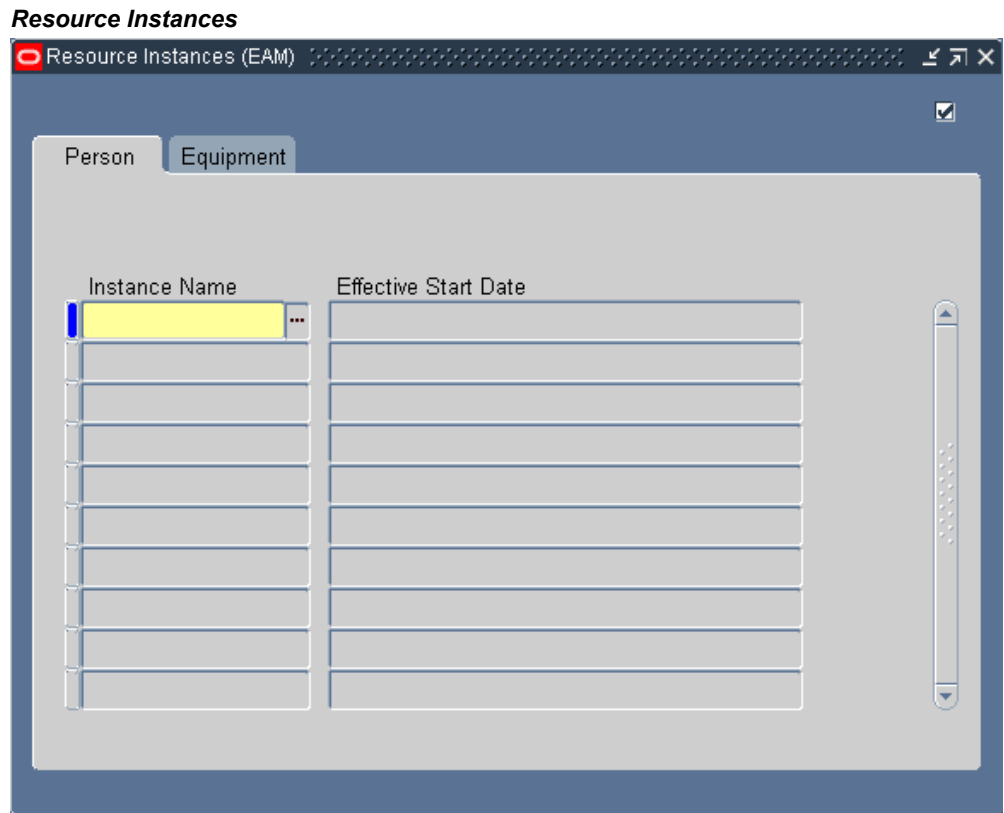 Resource Instances
Resource Instances (EAM)
Person Equipment
Instance Name Effective Start Date
...